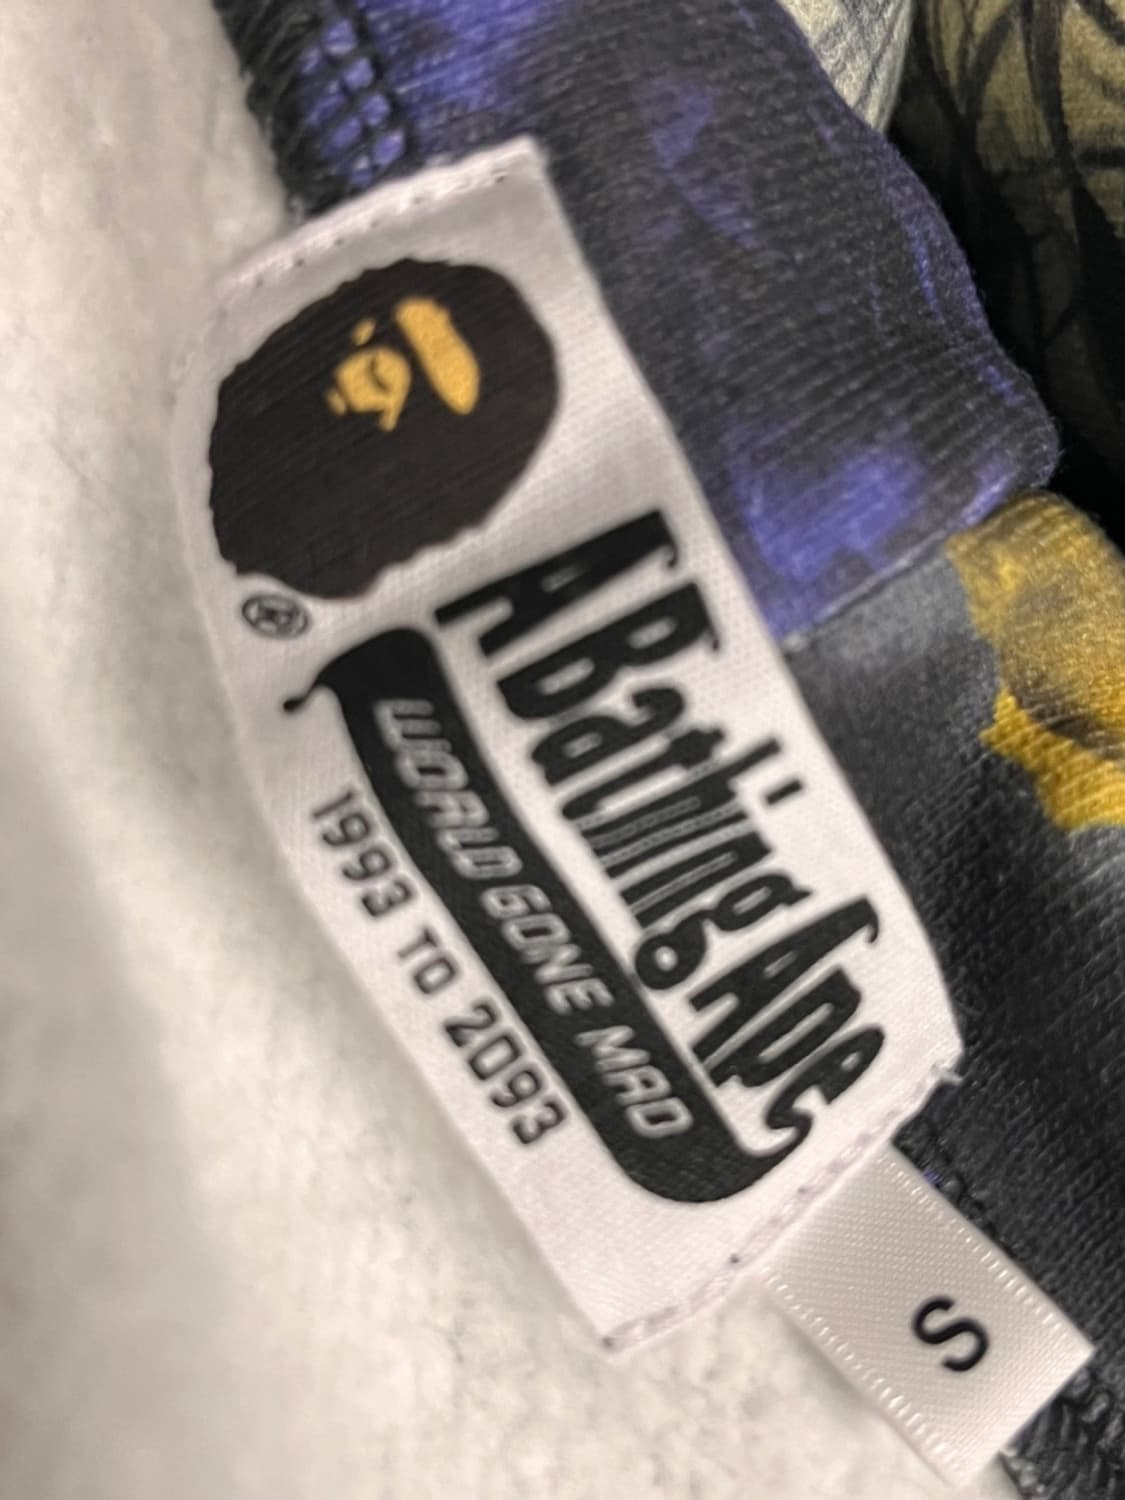 ®
A Bathing Ape
WORLD GONE MAD
1993 TO 2093
S